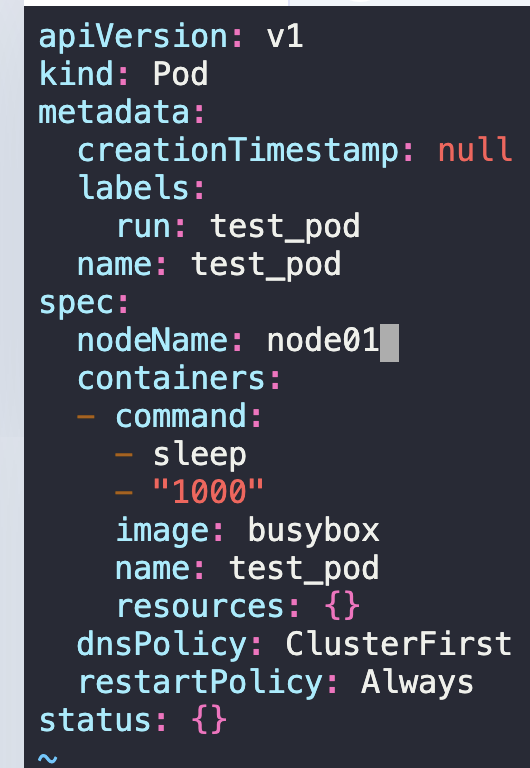 apiVersion: v1
kind: Pod
metadata:
  creationTimestamp: null
  labels:
    run: test_pod
  name: test_pod
spec:
  nodeName: node01
  containers:
  - command:
    - sleep
    - "1000"
    image: busybox
    name: test_pod
    resources: {}
  dnsPolicy: ClusterFirst
  restartPolicy: Always
status: {}
~